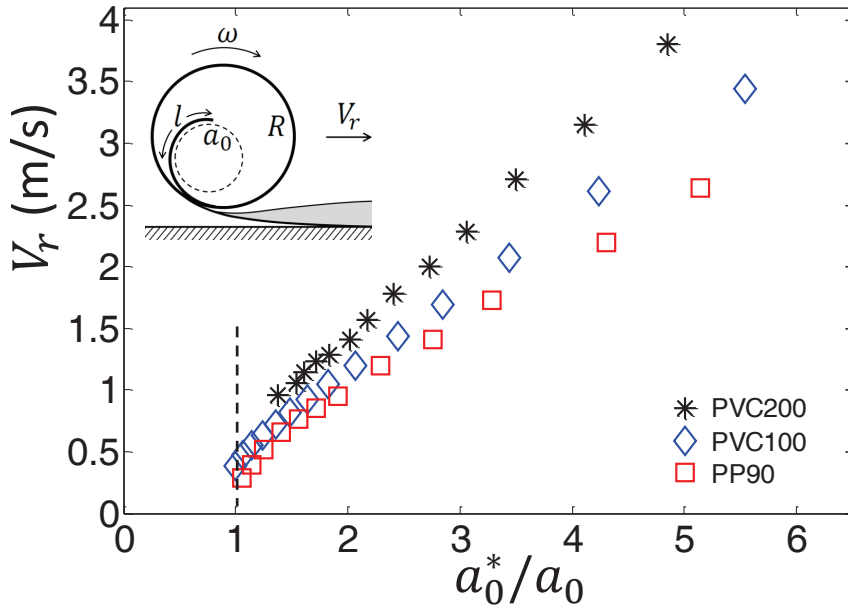 4
3.5
3
2.5
2
1.5
1
0.5
0
V_r (m/s)
ω
l
a_0
R
V_r
PVC200
PVC100
PP90
0 1 2 3 4 5 6
a_0^*/a_0